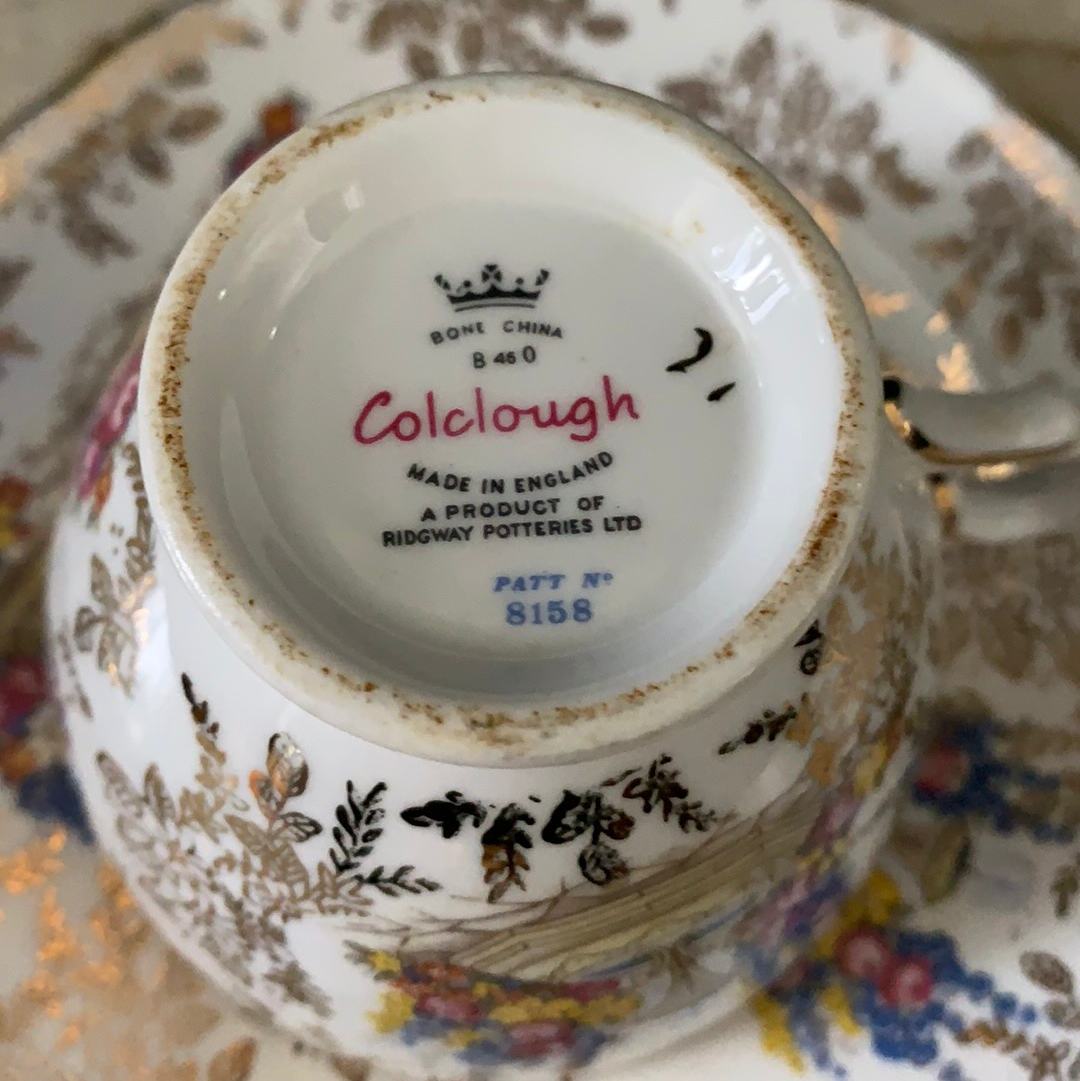 BONE CHINA
B 46 0
Colclough
MADE IN ENGLAND
A PRODUCT OF
RIDGWAY POTTERIES LTD
PATT Nº
8158